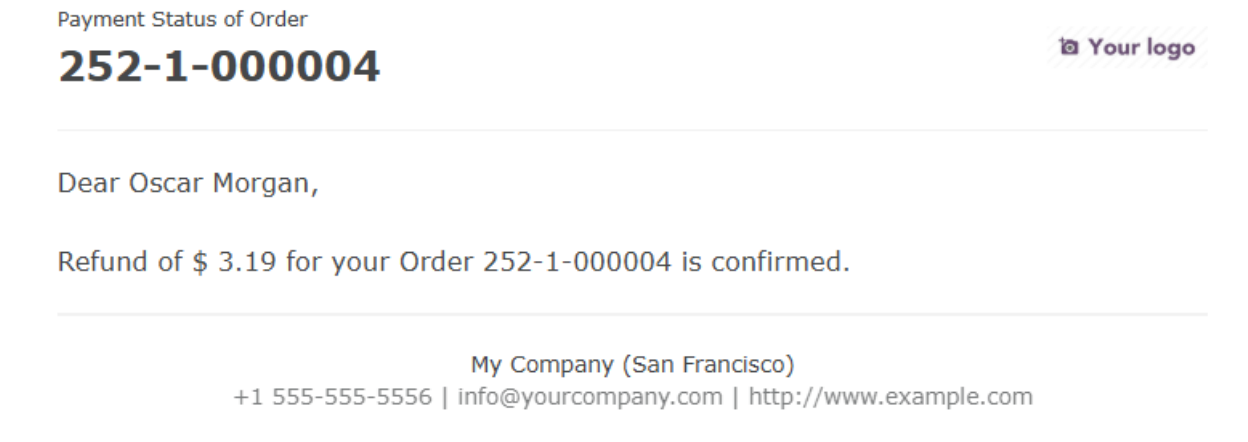 Payment Status of Order
252-1-000004
Your logo
Dear Oscar Morgan,
Refund of $ 3.19 for your Order 252-1-000004 is confirmed.
My Company (San Francisco)
+1 555-555-5556 | info@yourcompany.com | http://www.example.com